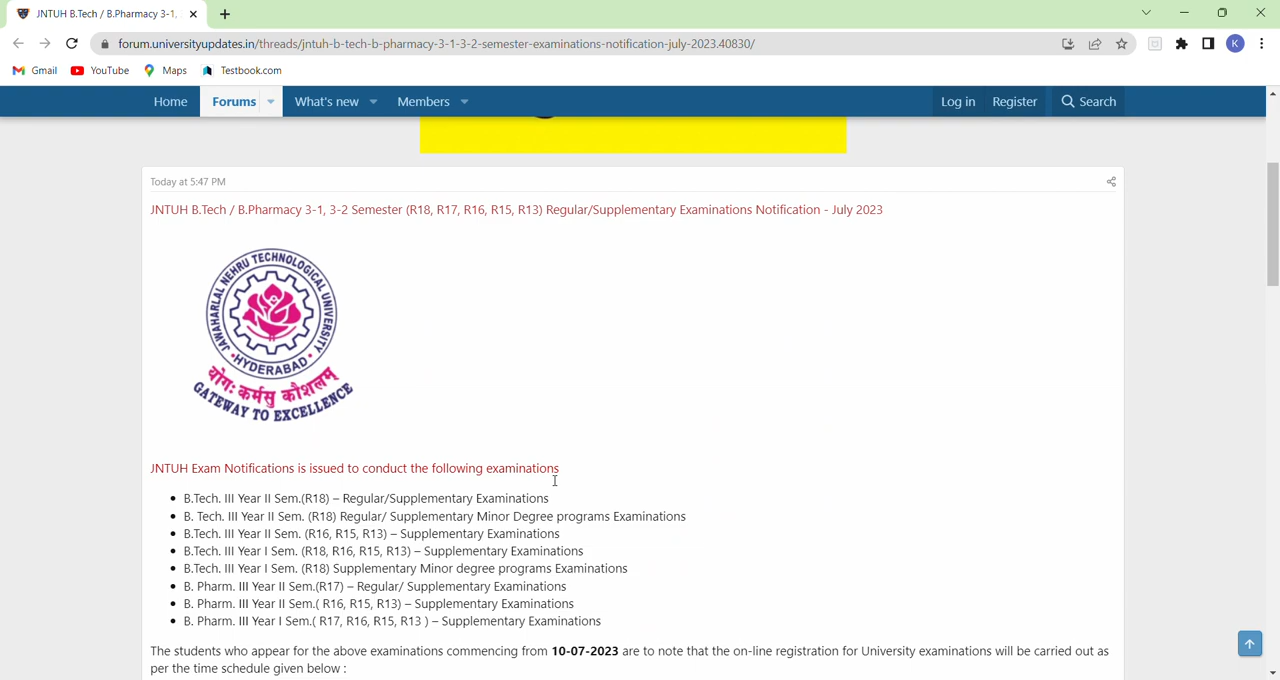 JNTUH B.Tech / B.Pharmacy 3-1,
forum.universityupdates.in/threads/jntuh-b-tech-b-pharmacy-3-1-3-2-semester-examinations-notification-july-2023.40830/
K
Gmail YouTube Maps Testbook.com
Home Forums What's new Members Log in Register Search
Today at 5:47 PM
JNTUH B.Tech / B.Pharmacy 3-1, 3-2 Semester (R18, R17, R16, R15, R13) Regular/Supplementary Examinations Notification - July 2023
JAWAHARLAL NEHRU TECHNOLOGICAL UNIVERSITY
• HYDERABAD •
योग: कर्मसु कौशलम्
GATEWAY TO EXCELLENCE
JNTUH Exam Notifications is issued to conduct the following examinations
• B.Tech. III Year II Sem.(R18) – Regular/Supplementary Examinations
• B. Tech. III Year II Sem. (R18) Regular/ Supplementary Minor Degree programs Examinations
• B.Tech. III Year II Sem. (R16, R15, R13) – Supplementary Examinations
• B.Tech. III Year I Sem. (R18, R16, R15, R13) – Supplementary Examinations
• B.Tech. III Year I Sem. (R18) Supplementary Minor degree programs Examinations
• B. Pharm. III Year II Sem.(R17) – Regular/ Supplementary Examinations
• B. Pharm. III Year II Sem.( R16, R15, R13) – Supplementary Examinations
• B. Pharm. III Year I Sem.( R17, R16, R15, R13 ) – Supplementary Examinations
The students who appear for the above examinations commencing from 10-07-2023 are to note that the on-line registration for University examinations will be carried out as
per the time schedule given below :